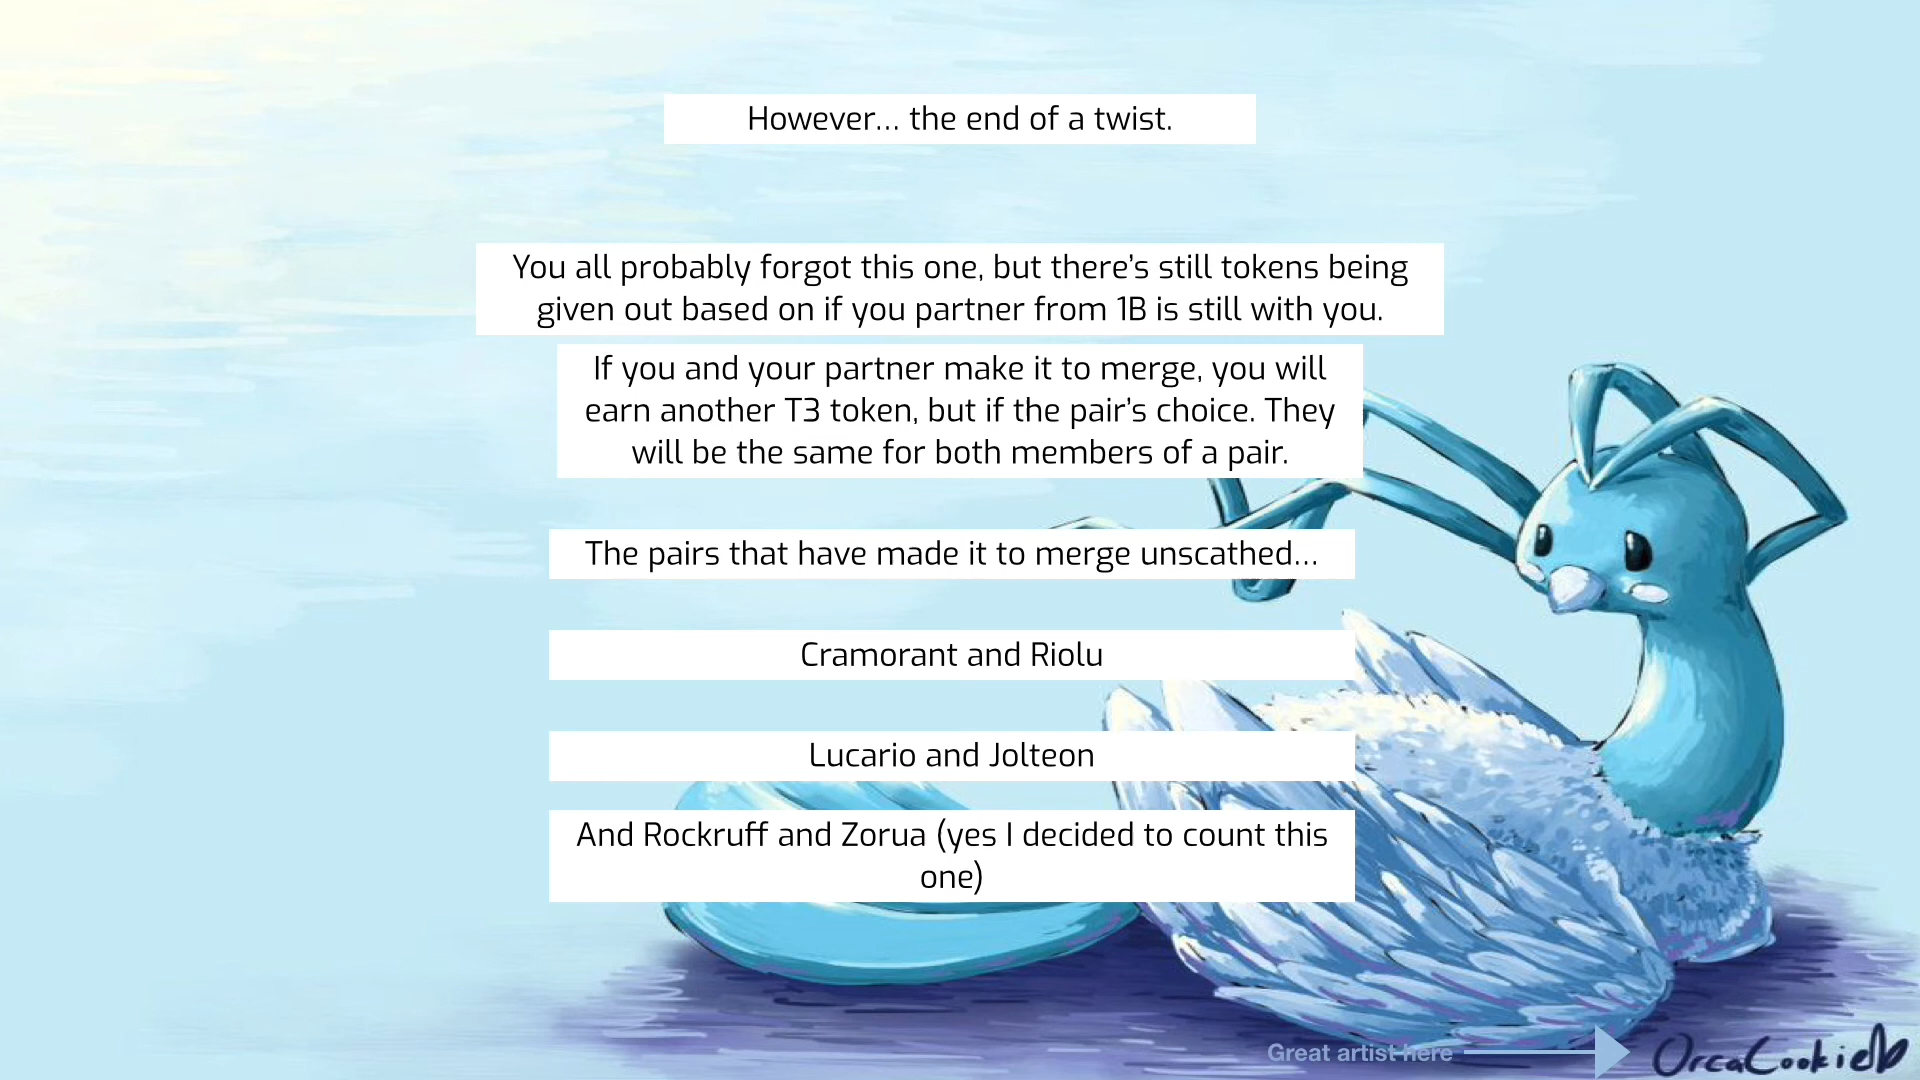 However... the end of a twist.
You all probably forgot this one, but there's still tokens being
given out based on if you partner from 1B is still with you.
If you and your partner make it to merge, you will
earn another T3 token, but if the pair's choice. They
will be the same for both members of a pair.
The pairs that have made it to merge unscathed...
Cramorant and Riolu
Lucario and Jolteon
And Rockruff and Zorua (yes I decided to count this
one)
Great artist here
OrcaCookie